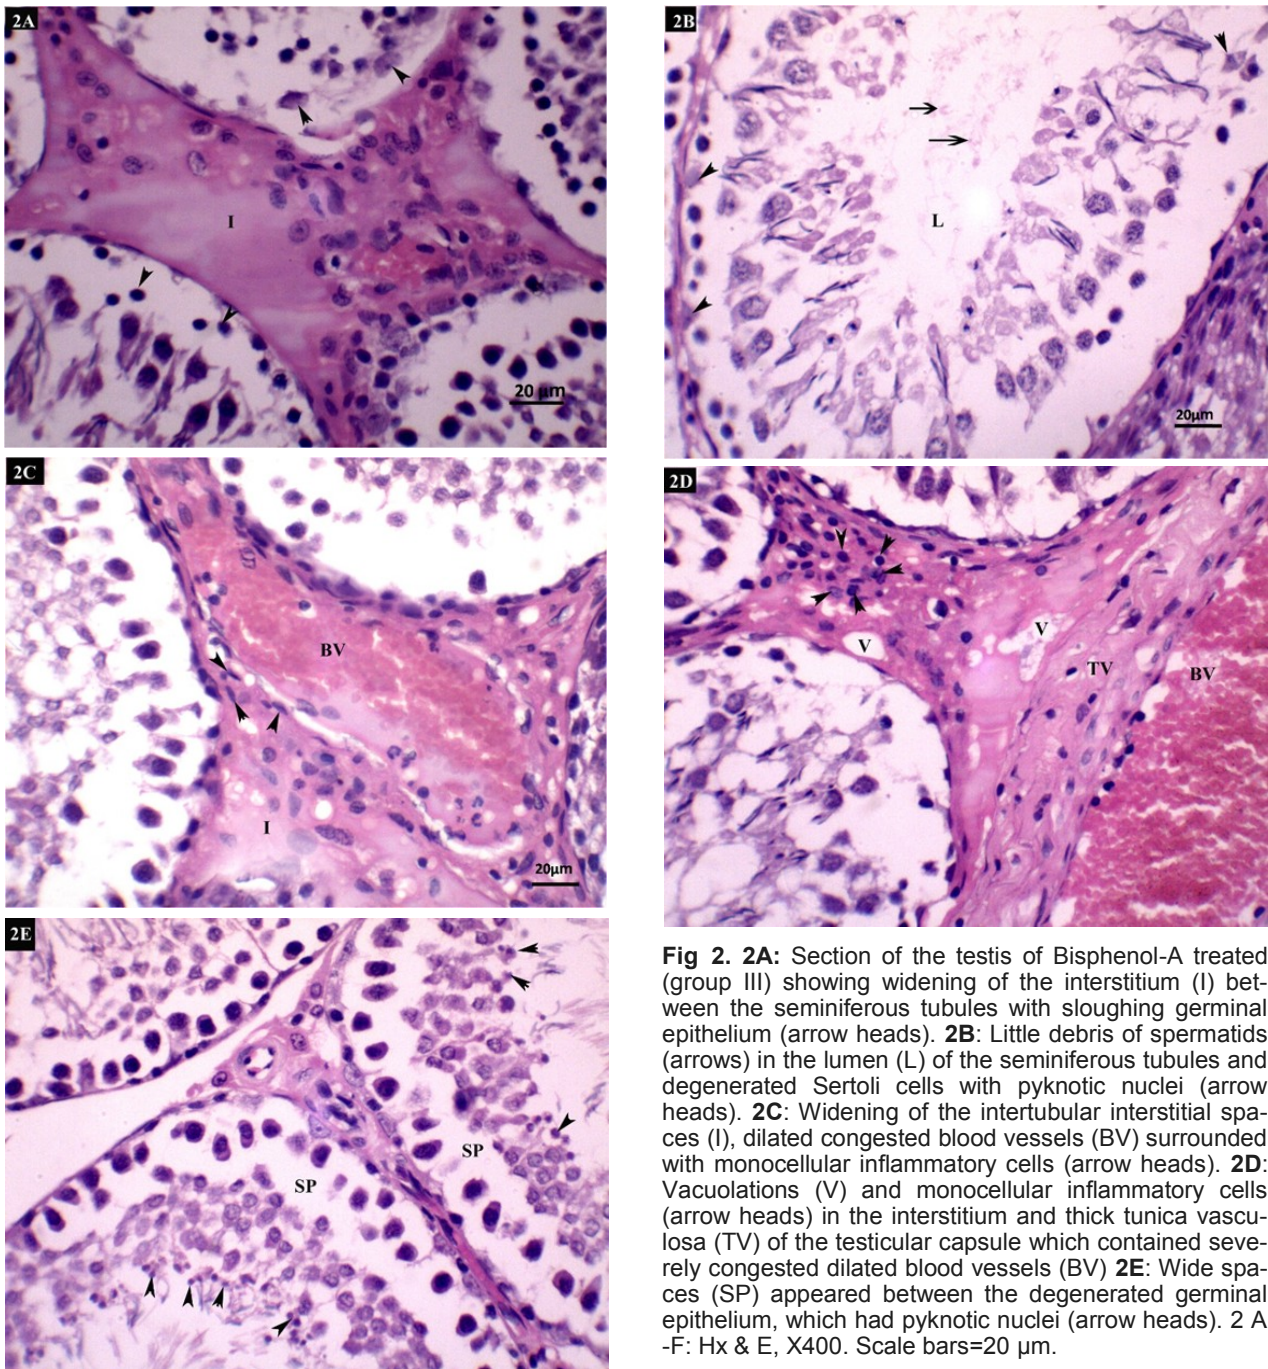 2A
I
20 µm
2B
L
20µm
2C
BV
I
20µm
2D
V
V
TV
BV
2E
SP
SP
Fig 2. 2A: Section of the testis of Bisphenol-A treated
(group III) showing widening of the interstitium (I) bet-
ween the seminiferous tubules with sloughing germinal
epithelium (arrow heads). 2B: Little debris of spermatids
(arrows) in the lumen (L) of the seminiferous tubules and
degenerated Sertoli cells with pyknotic nuclei (arrow
heads). 2C: Widening of the intertubular interstitial spa-
ces (I), dilated congested blood vessels (BV) surrounded
with monocellular inflammatory cells (arrow heads). 2D:
Vacuolations (V) and monocellular inflammatory cells
(arrow heads) in the interstitium and thick tunica vascu-
losa (TV) of the testicular capsule which contained seve-
rely congested dilated blood vessels (BV) 2E: Wide spa-
ces (SP) appeared between the degenerated germinal
epithelium, which had pyknotic nuclei (arrow heads). 2 A
-F: Hx & E, X400. Scale bars=20 µm.